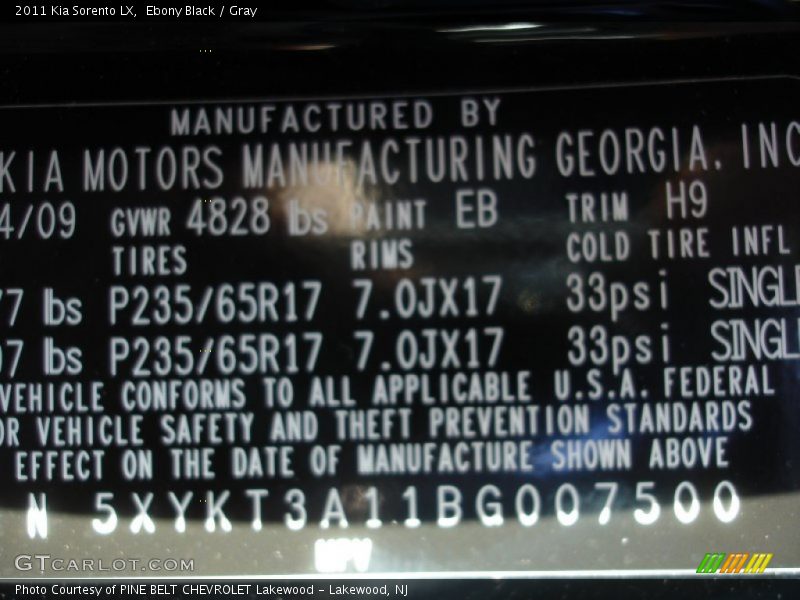 2011 Kia Sorento LX, Ebony Black / Gray
MANUFACTURED BY
KIA MOTORS MANUFACTURING GEORGIA, INC
4/09 GVWR 4828 lbs PAINT EB TRIM H9
TIRES RIMS COLD TIRE INFL
7 lbs P235/65R17 7.0JX17 33psi SINGL
07 lbs P235/65R17 7.0JX17 33psi SINGL
VEHICLE CONFORMS TO ALL APPLICABLE U.S.A. FEDERAL
OR VEHICLE SAFETY AND THEFT PREVENTION STANDARDS
EFFECT ON THE DATE OF MANUFACTURE SHOWN ABOVE
N 5XYKT3A11BG007500
MPV
GTCARLOT.COM
Photo Courtesy of PINE BELT CHEVROLET Lakewood - Lakewood, NJ